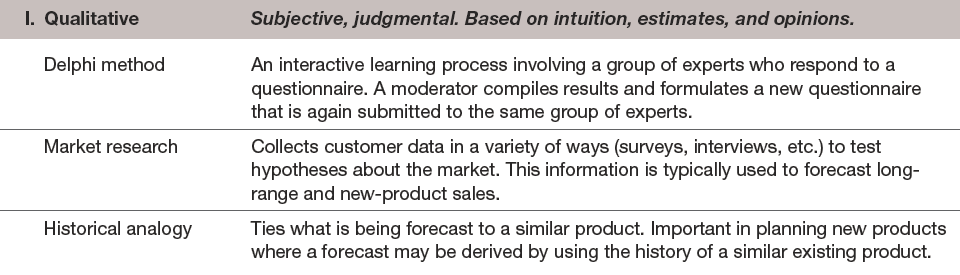 I. Qualitative Subjective, judgmental. Based on intuition, estimates, and opinions.
Delphi method An interactive learning process involving a group of experts who respond to a
questionnaire. A moderator compiles results and formulates a new questionnaire
that is again submitted to the same group of experts.
Market research Collects customer data in a variety of ways (surveys, interviews, etc.) to test
hypotheses about the market. This information is typically used to forecast long-
range and new-product sales.
Historical analogy Ties what is being forecast to a similar product. Important in planning new products
where a forecast may be derived by using the history of a similar existing product.